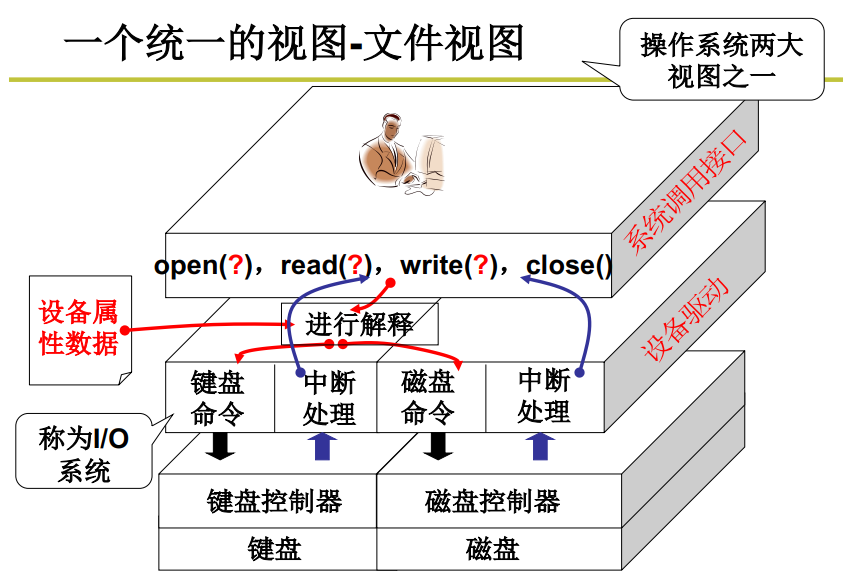 一个统一的视图-文件视图
操作系统两大
视图之一
系统调用接口
open(?)，read(?)，write(?)，close()
设备属
性数据
进行解释
设备驱动
键盘
命令
中断
处理
磁盘
命令
中断
处理
称为I/O
系统
键盘控制器
磁盘控制器
键盘
磁盘